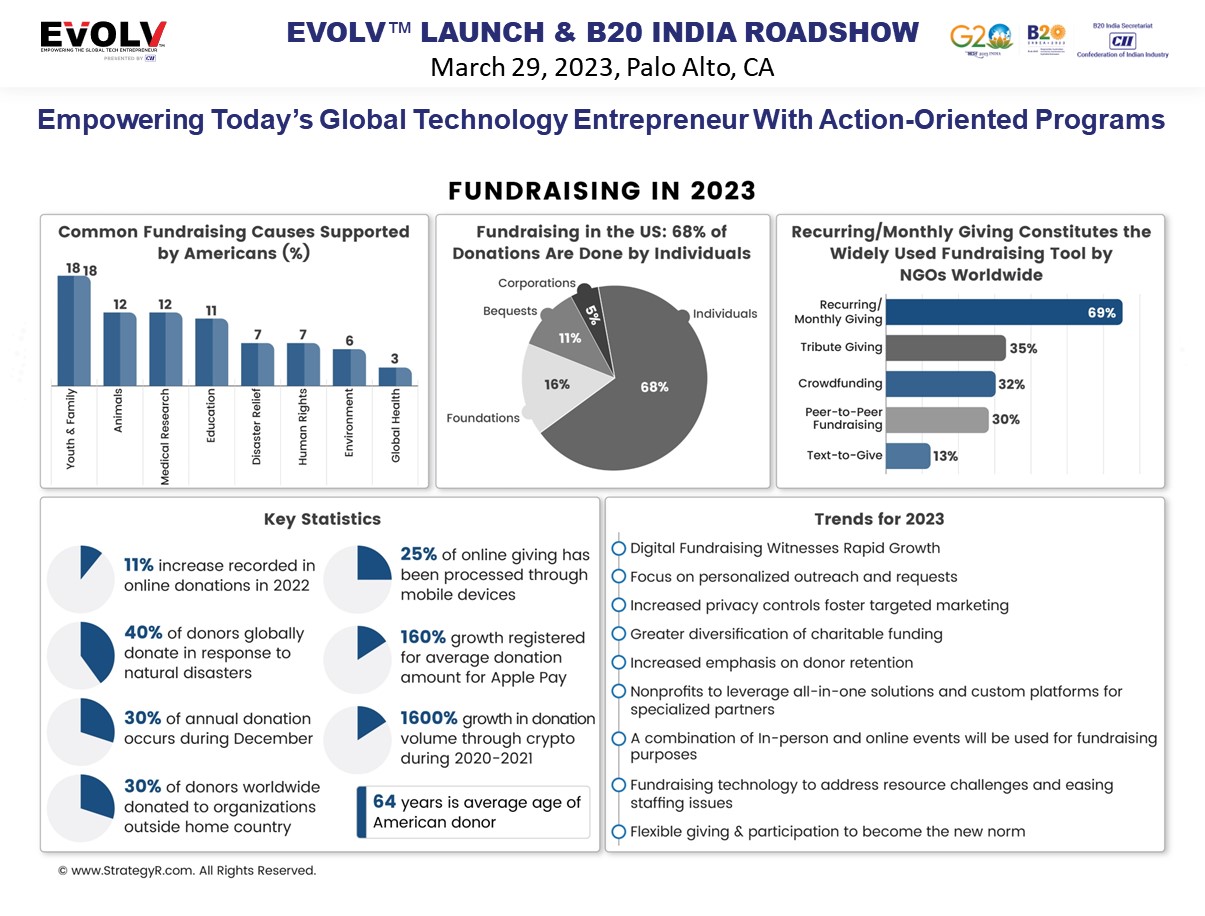 EVOLV™
EMPOWERING THE GLOBAL TECH ENTREPRENEUR
PRESENTED BY CII
EVOLV™ LAUNCH & B20 INDIA ROADSHOW
March 29, 2023, Palo Alto, CA
G20
B20
B20 India Secretariat
CII
Confederation of Indian Industry
Empowering Today's Global Technology Entrepreneur With Action-Oriented Programs
FUNDRAISING IN 2023
Common Fundraising Causes Supported
by Americans (%)
18 18
12
12
11
7
7
6
3
Youth & Family
Animals
Medical Research
Education
Disaster Relief
Human Rights
Environment
Global Health
Fundraising in the US: 68% of
Donations Are Done by Individuals
Corporations
Bequests
Individuals
Foundations
5%
11%
16%
68%
Recurring/Monthly Giving Constitutes the
Widely Used Fundraising Tool by
NGOs Worldwide
Recurring/
Monthly Giving
69%
Tribute Giving
35%
Crowdfunding
32%
Peer-to-Peer
Fundraising
30%
Text-to-Give
13%
Key Statistics
11% increase recorded in
online donations in 2022
40% of donors globally
donate in response to
natural disasters
30% of annual donation
occurs during December
30% of donors worldwide
donated to organizations
outside home country
25% of online giving has
been processed through
mobile devices
160% growth registered
for average donation
amount for Apple Pay
1600% growth in donation
volume through crypto
during 2020-2021
64 years is average age of
American donor
Trends for 2023
Digital Fundraising Witnesses Rapid Growth
Focus on personalized outreach and requests
Increased privacy controls foster targeted marketing
Greater diversification of charitable funding
Increased emphasis on donor retention
Nonprofits to leverage all-in-one solutions and custom platforms for
specialized partners
A combination of In-person and online events will be used for fundraising
purposes
Fundraising technology to address resource challenges and easing
staffing issues
Flexible giving & participation to become the new norm
© www.StrategyR.com. All Rights Reserved.